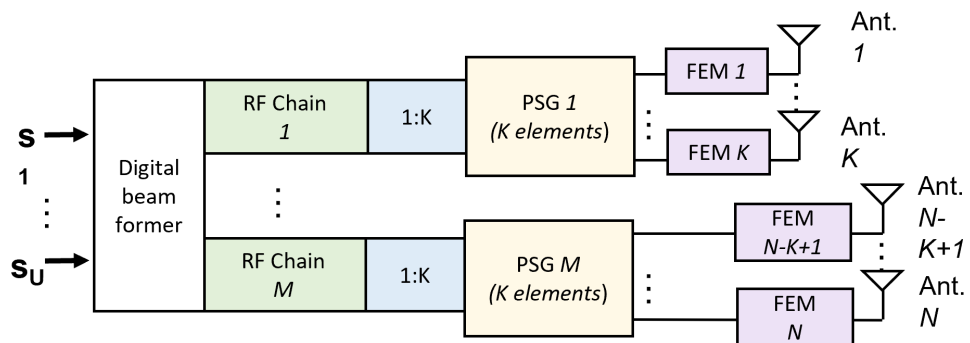 s
1
⋮
sU
Digital
beam
former
RF Chain
1
1:K
PSG 1
(K elements)
FEM 1
Ant.
1
⋮
⋮
FEM K
Ant.
K
⋮
RF Chain
M
1:K
PSG M
(K elements)
FEM
N-K+1
Ant.
N-
K+1
⋮
⋮
FEM
N
Ant.
N